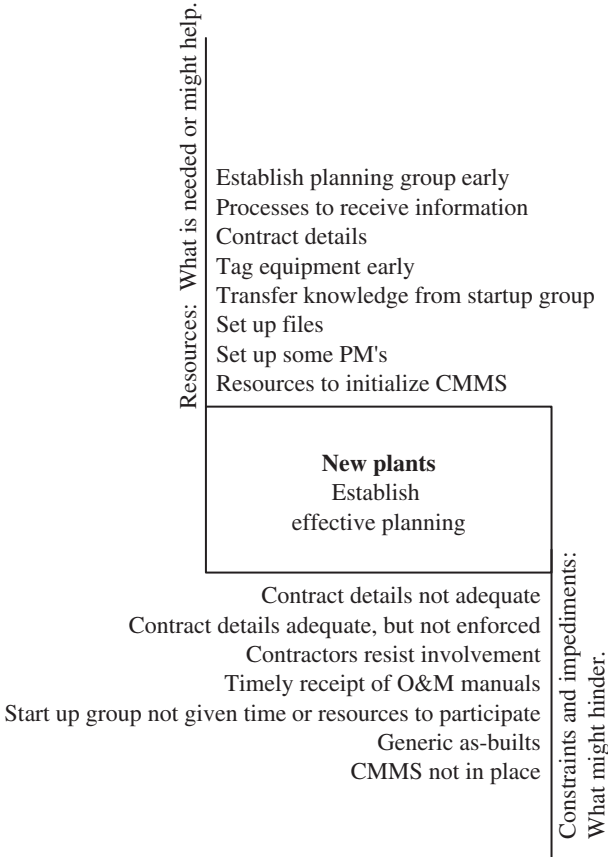 Resources: What is needed or might help.
Establish planning group early
Processes to receive information
Contract details
Tag equipment early
Transfer knowledge from startup group
Set up files
Set up some PM's
Resources to initialize CMMS
New plants
Establish
effective planning
Contract details not adequate
Contract details adequate, but not enforced
Contractors resist involvement
Timely receipt of O&M manuals
Start up group not given time or resources to participate
Generic as-builts
CMMS not in place
Constraints and impediments:
What might hinder.